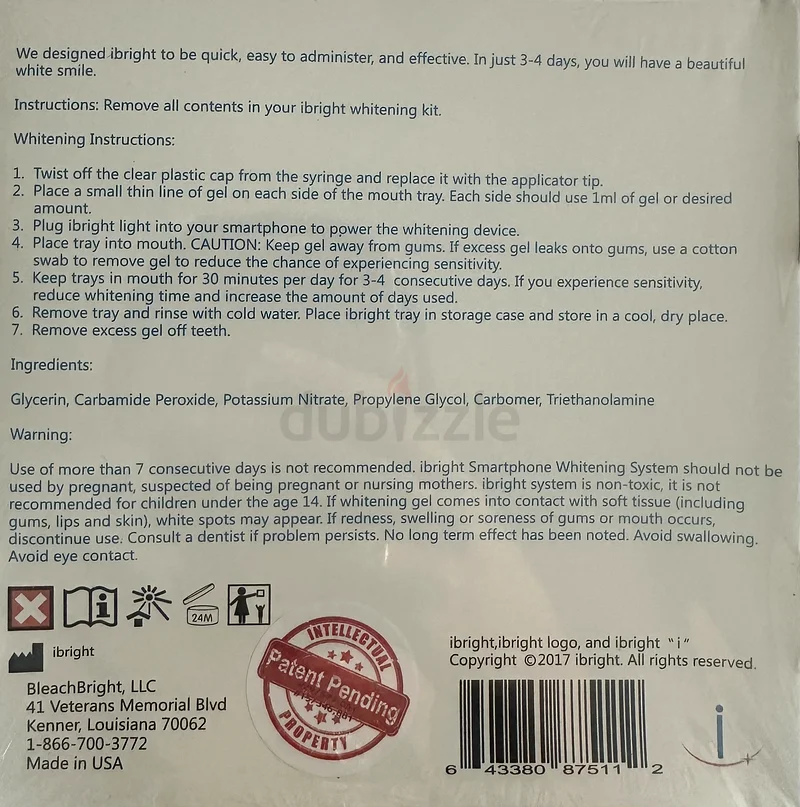 We designed ibright to be quick, easy to administer, and effective. In just 3-4 days, you will have a beautiful
white smile.
Instructions: Remove all contents in your ibright whitening kit.
Whitening Instructions:
1. Twist off the clear plastic cap from the syringe and replace it with the applicator tip.
2. Place a small thin line of gel on each side of the mouth tray. Each side should use 1ml of gel or desired
amount.
3. Plug ibright light into your smartphone to power the whitening device.
4. Place tray into mouth. CAUTION: Keep gel away from gums. If excess gel leaks onto gums, use a cotton
swab to remove gel to reduce the chance of experiencing sensitivity.
5. Keep trays in mouth for 30 minutes per day for 3-4 consecutive days. If you experience sensitivity,
reduce whitening time and increase the amount of days used.
6. Remove tray and rinse with cold water. Place ibright tray in storage case and store in a cool, dry place.
7. Remove excess gel off teeth.
Ingredients:
Glycerin, Carbamide Peroxide, Potassium Nitrate, Propylene Glycol, Carbomer, Triethanolamine
dubizzle
Warning:
Use of more than 7 consecutive days is not recommended. ibright Smartphone Whitening System should not be
used by pregnant, suspected of being pregnant or nursing mothers. ibright system is non-toxic, it is not
recommended for children under the age 14. If whitening gel comes into contact with soft tissue (including
gums, lips and skin), white spots may appear. If redness, swelling or soreness of gums or mouth occurs,
discontinue use. Consult a dentist if problem persists. No long term effect has been noted. Avoid swallowing.
Avoid eye contact.
24M
ibright
BleachBright, LLC
41 Veterans Memorial Blvd
Kenner, Louisiana 70062
1-866-700-3772
Made in USA
INTELLECTUAL
Patent Pending
PROPERTY
ibright,ibright logo, and ibright "i"
Copyright ©2017 ibright. All rights reserved.
6 43380 87511 2
i